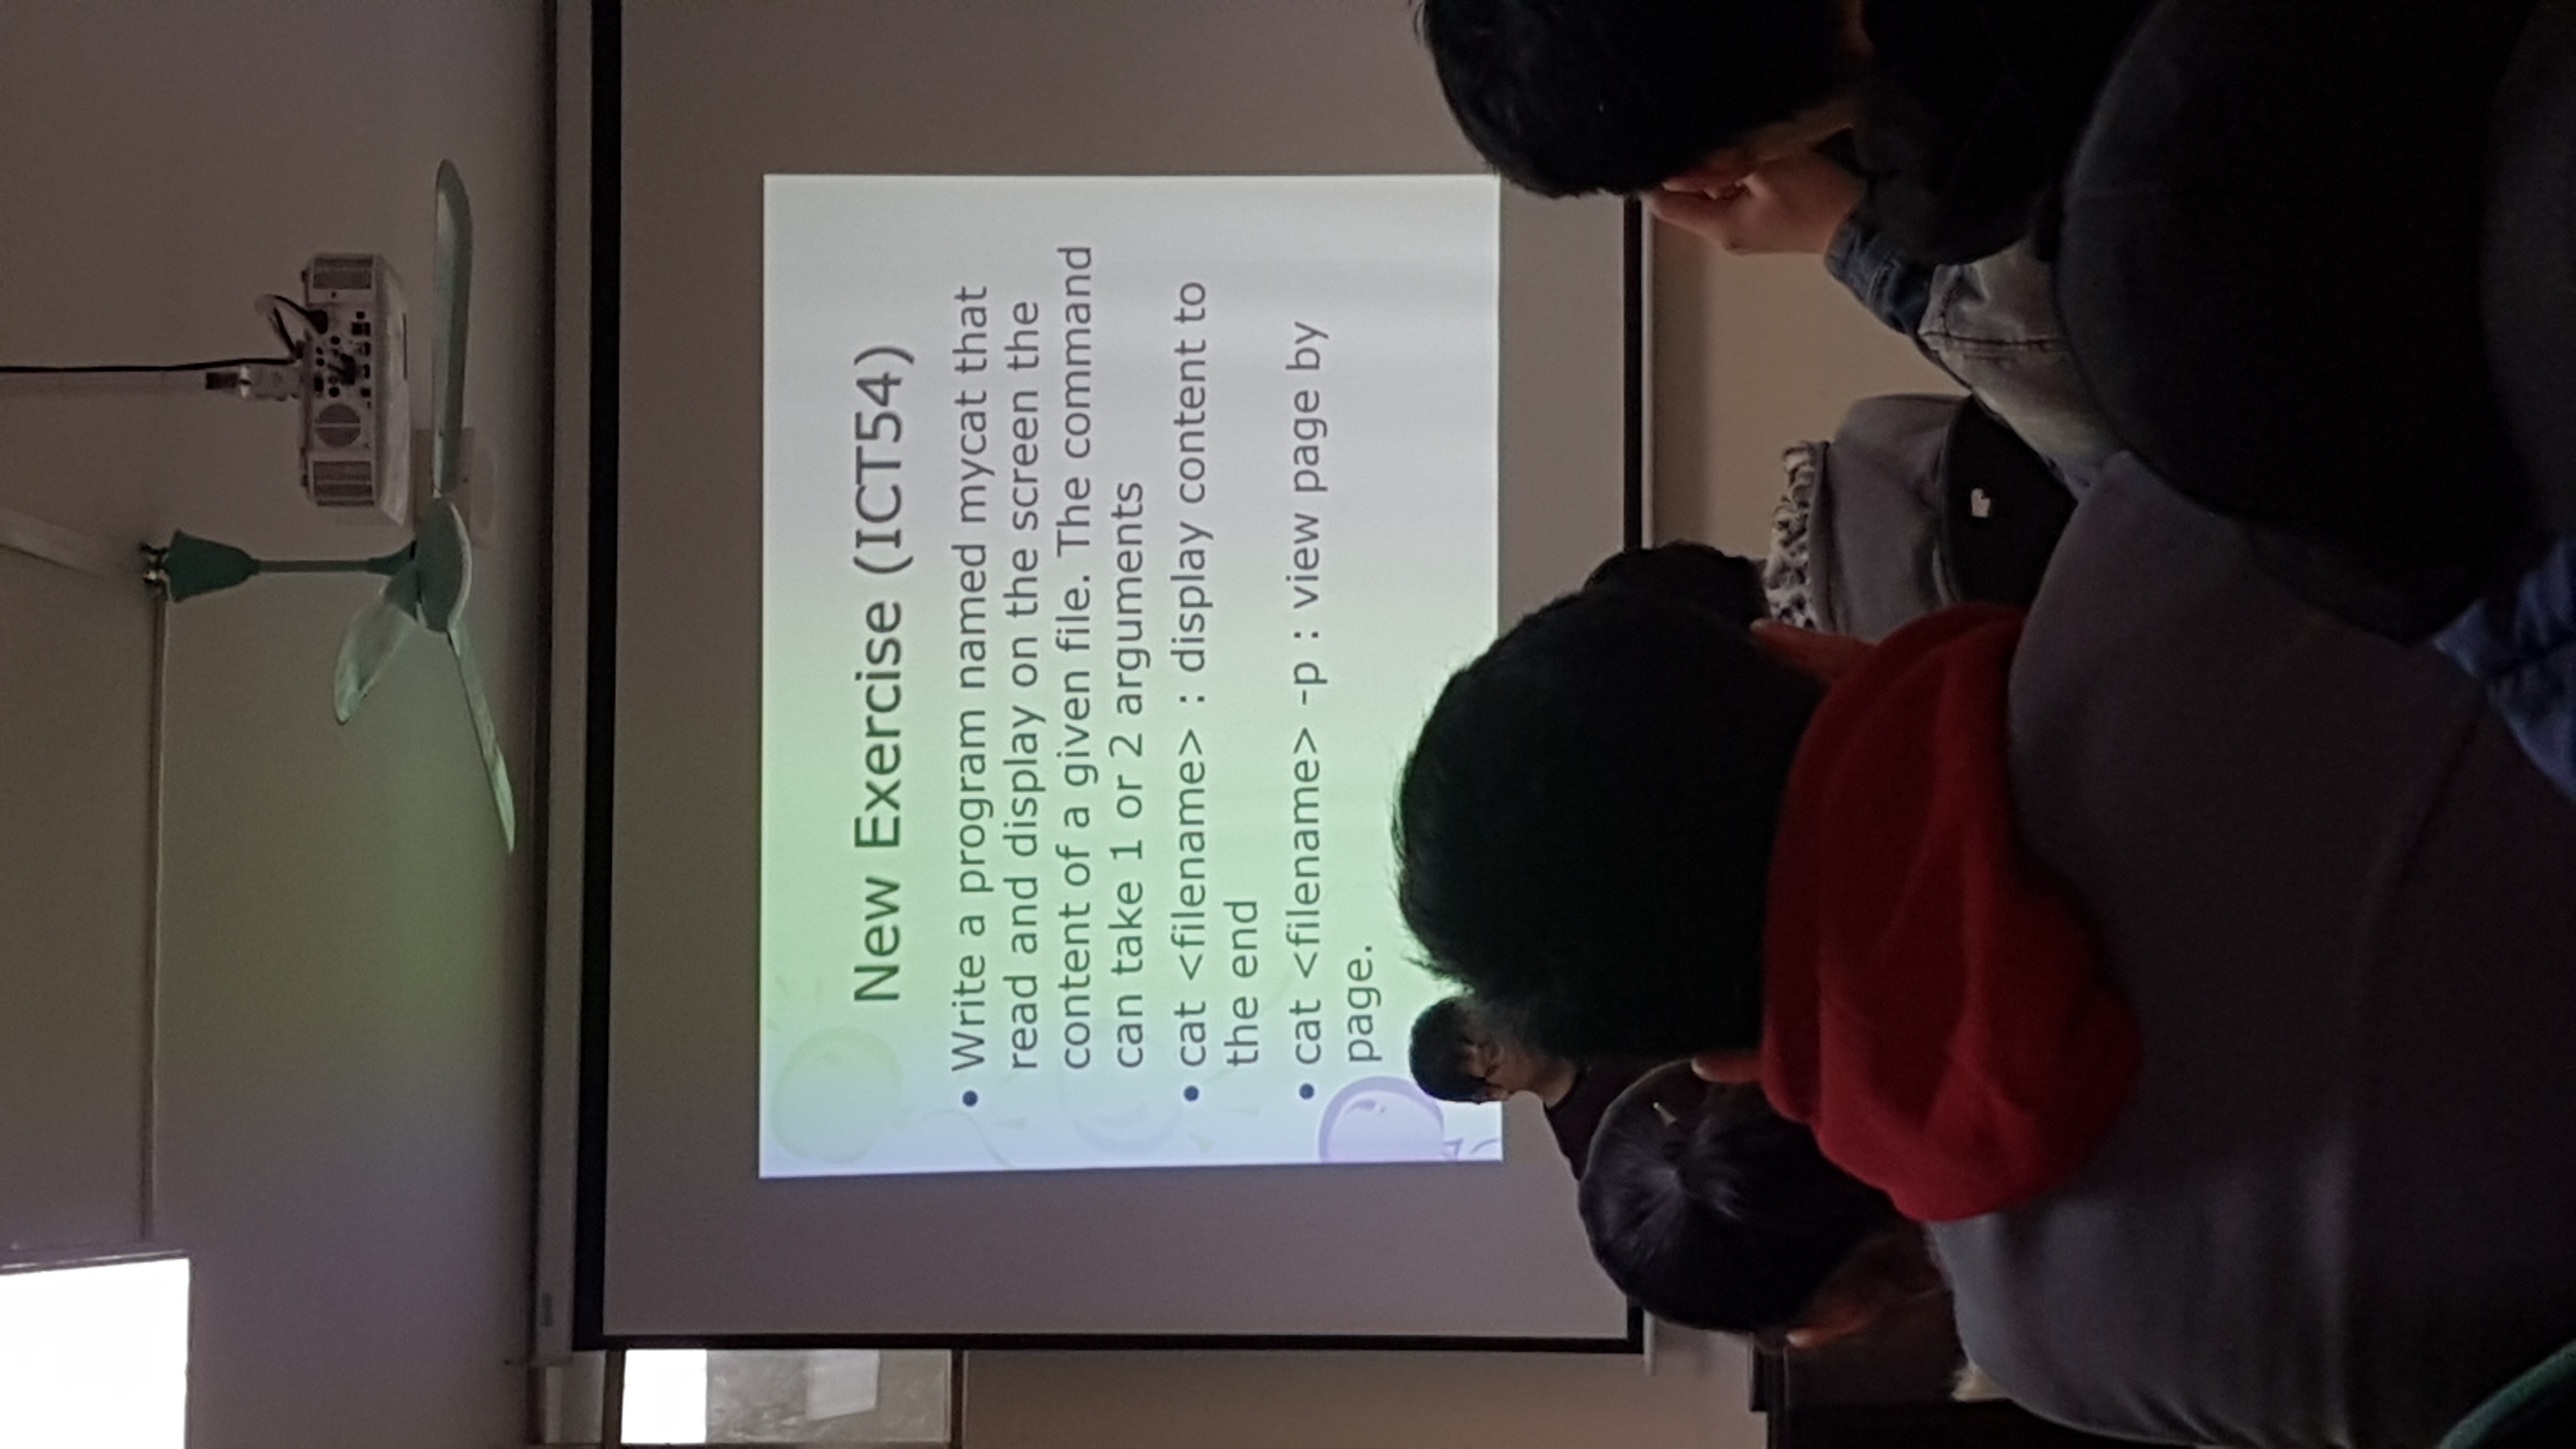 New Exercise (ICT54)
• Write a program named mycat that
read and display on the screen the
content of a given file. The command
can take 1 or 2 arguments
• cat <filename> : display content to
the end
• cat <filename> -p : view page by
page.